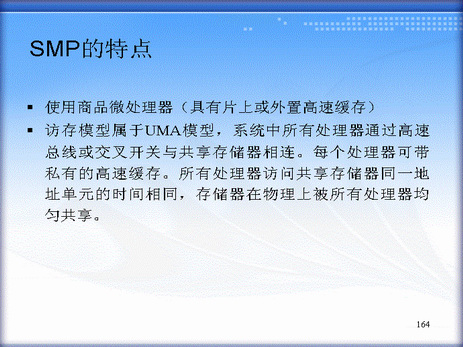 SMP的特点
▪ 使用商品微处理器（具有片上或外置高速缓存）
▪ 访存模型属于UMA模型，系统中所有处理器通过高速
总线或交叉开关与共享存储器相连。每个处理器可带
私有的高速缓存。所有处理器访问共享存储器同一地
址单元的时间相同，存储器在物理上被所有处理器均
匀共享。
164